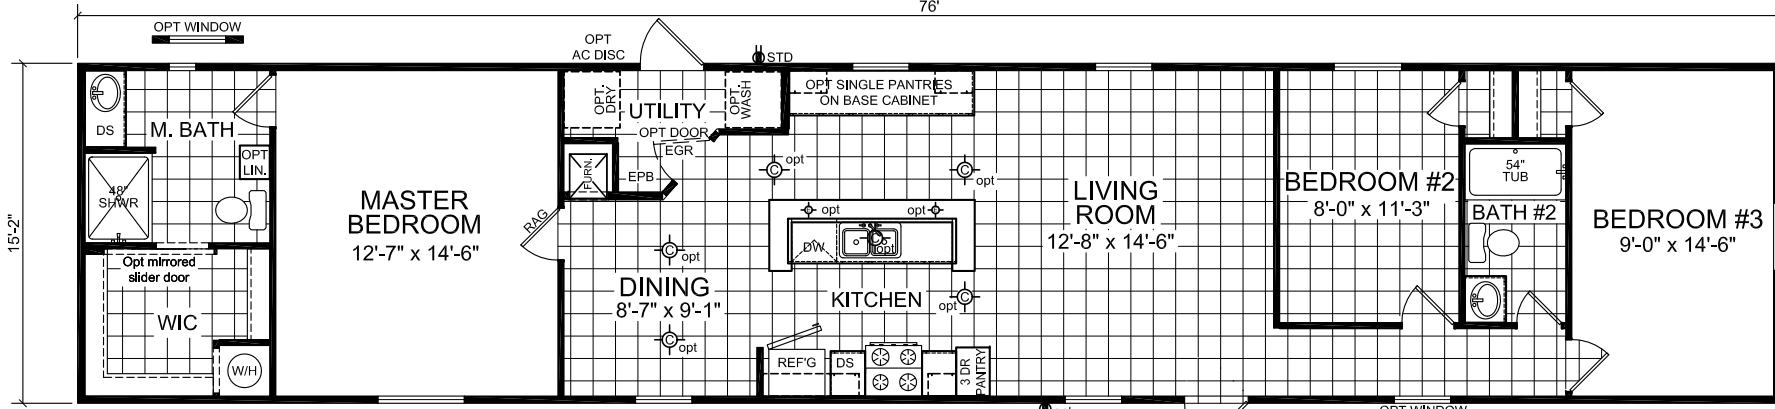 76'
OPT WINDOW
OPT
AC DISC
STD
15'-2"
DS
M. BATH
OPT
LIN.
48"
SHWR
Opt mirrored
slider door
WIC
W/H
MASTER
BEDROOM
12'-7" x 14'-6"
RAG
OPT.
DRY
UTILITY
OPT.
WASH
OPT DOOR
EGR
FURN.
EPB
OPT SINGLE PANTRIES
ON BASE CABINET
opt
opt
opt
opt
DW
opt
opt
DINING
8'-7" x 9'-1"
opt
KITCHEN
opt
REF'G
DS
3 DR
PANTRY
LIVING
ROOM
12'-8" x 14'-6"
BEDROOM #2
8'-0" x 11'-3"
54"
TUB
BATH #2
BEDROOM #3
9'-0" x 14'-6"